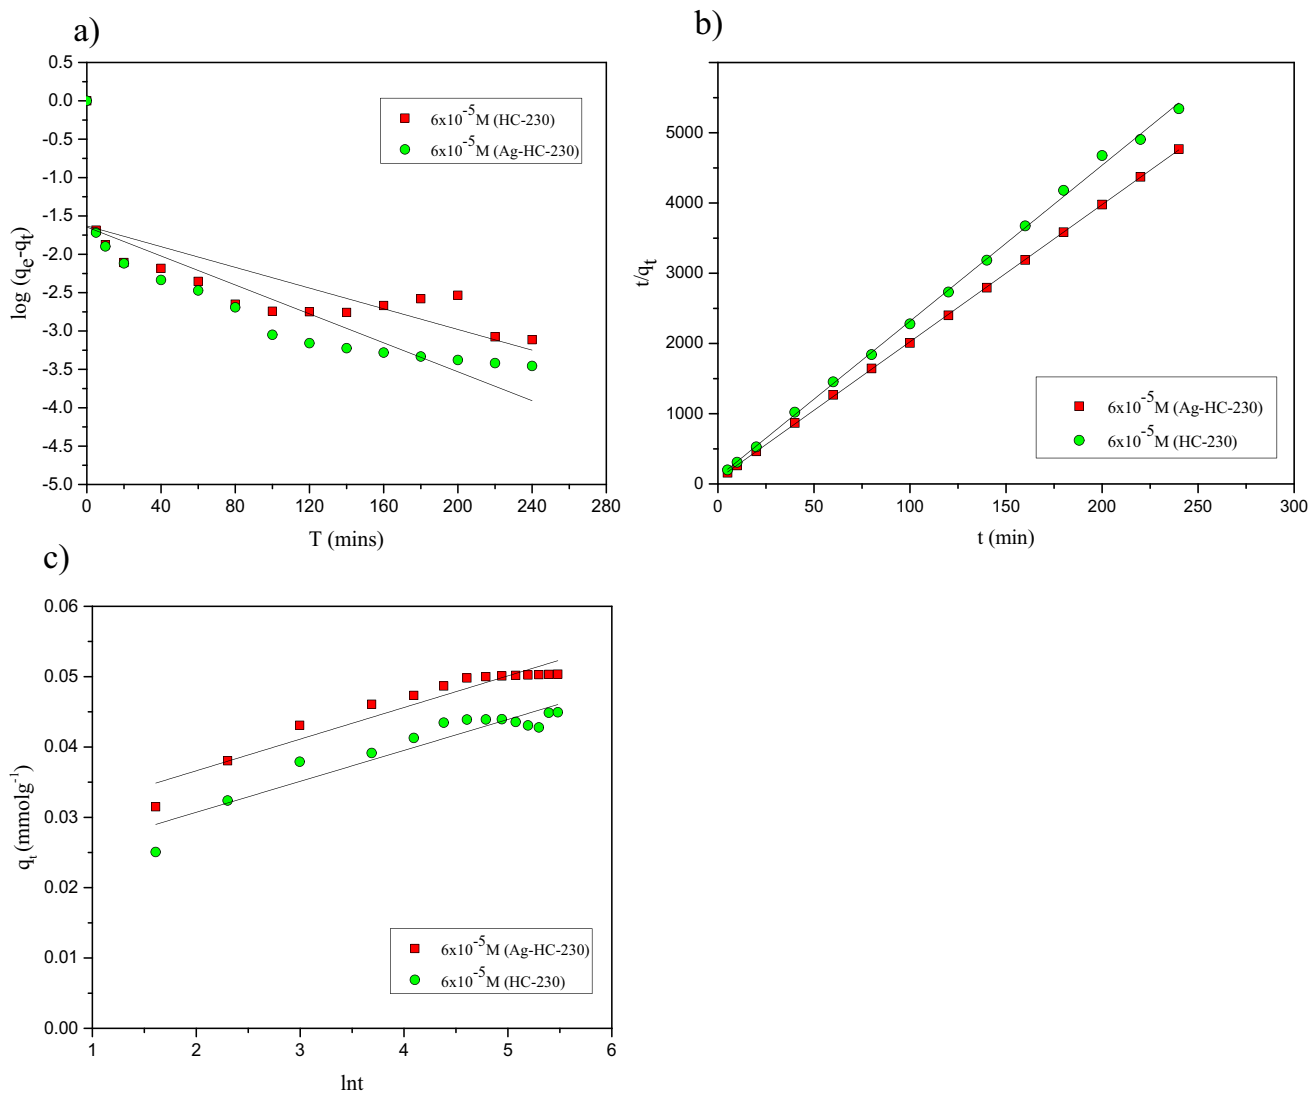 a)
0.5
0.0
-0.5
-1.0
-1.5
-2.0
-2.5
-3.0
-3.5
-4.0
-4.5
-5.0
log (qe-qt)
6x10-5M (HC-230)
6x10-5M (Ag-HC-230)
0 40 80 120 160 200 240 280
T (mins)
b)
5000
4000
3000
2000
1000
0
t/qt
6x10-5M (Ag-HC-230)
6x10-5M (HC-230)
0 50 100 150 200 250 300
t (min)
c)
0.06
0.05
0.04
0.03
0.02
0.01
0.00
qt (mmolg-1)
6x10-5M (Ag-HC-230)
6x10-5M (HC-230)
1 2 3 4 5 6
lnt